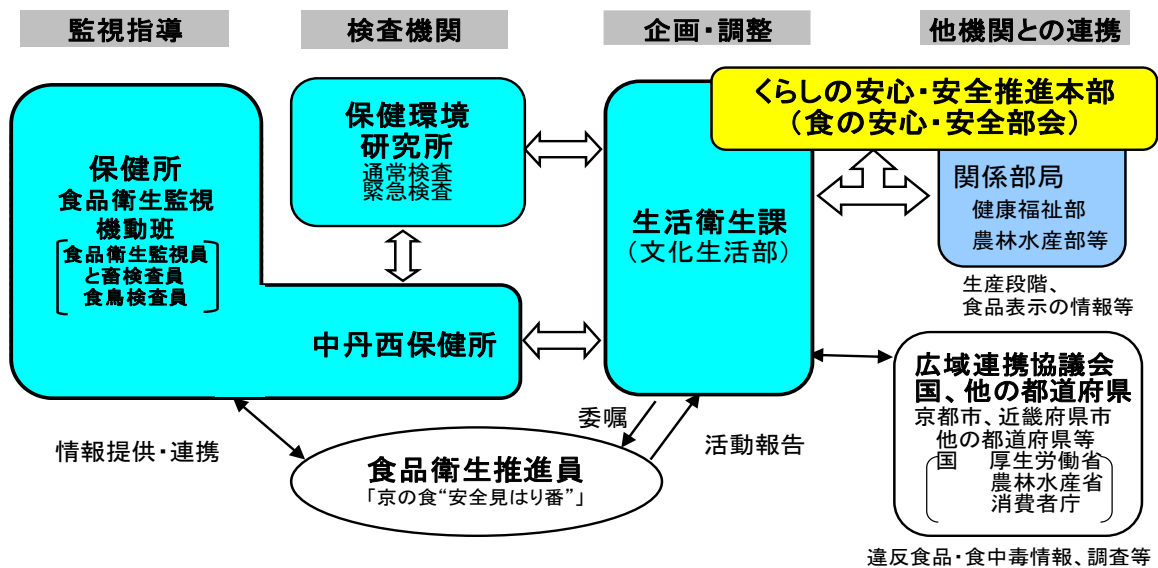 監視指導
検査機関
企画・調整
他機関との連携
保健所
食品衛生監視
機動班
食品衛生監視員
と畜検査員
食鳥検査員
保健環境
研究所
通常検査
緊急検査
中丹西保健所
生活衛生課
（文化生活部）
くらしの安心・安全推進本部
（食の安心・安全部会）
関係部局
健康福祉部
農林水産部等
生産段階、
食品表示の情報等
広域連携協議会
国、他の都道府県
京都市、近畿府県市
他の都道府県等
国 厚生労働省
農林水産省
消費者庁
違反食品・食中毒情報、調査等
情報提供・連携
食品衛生推進員
「京の食“安全見はり番”」
委嘱
活動報告